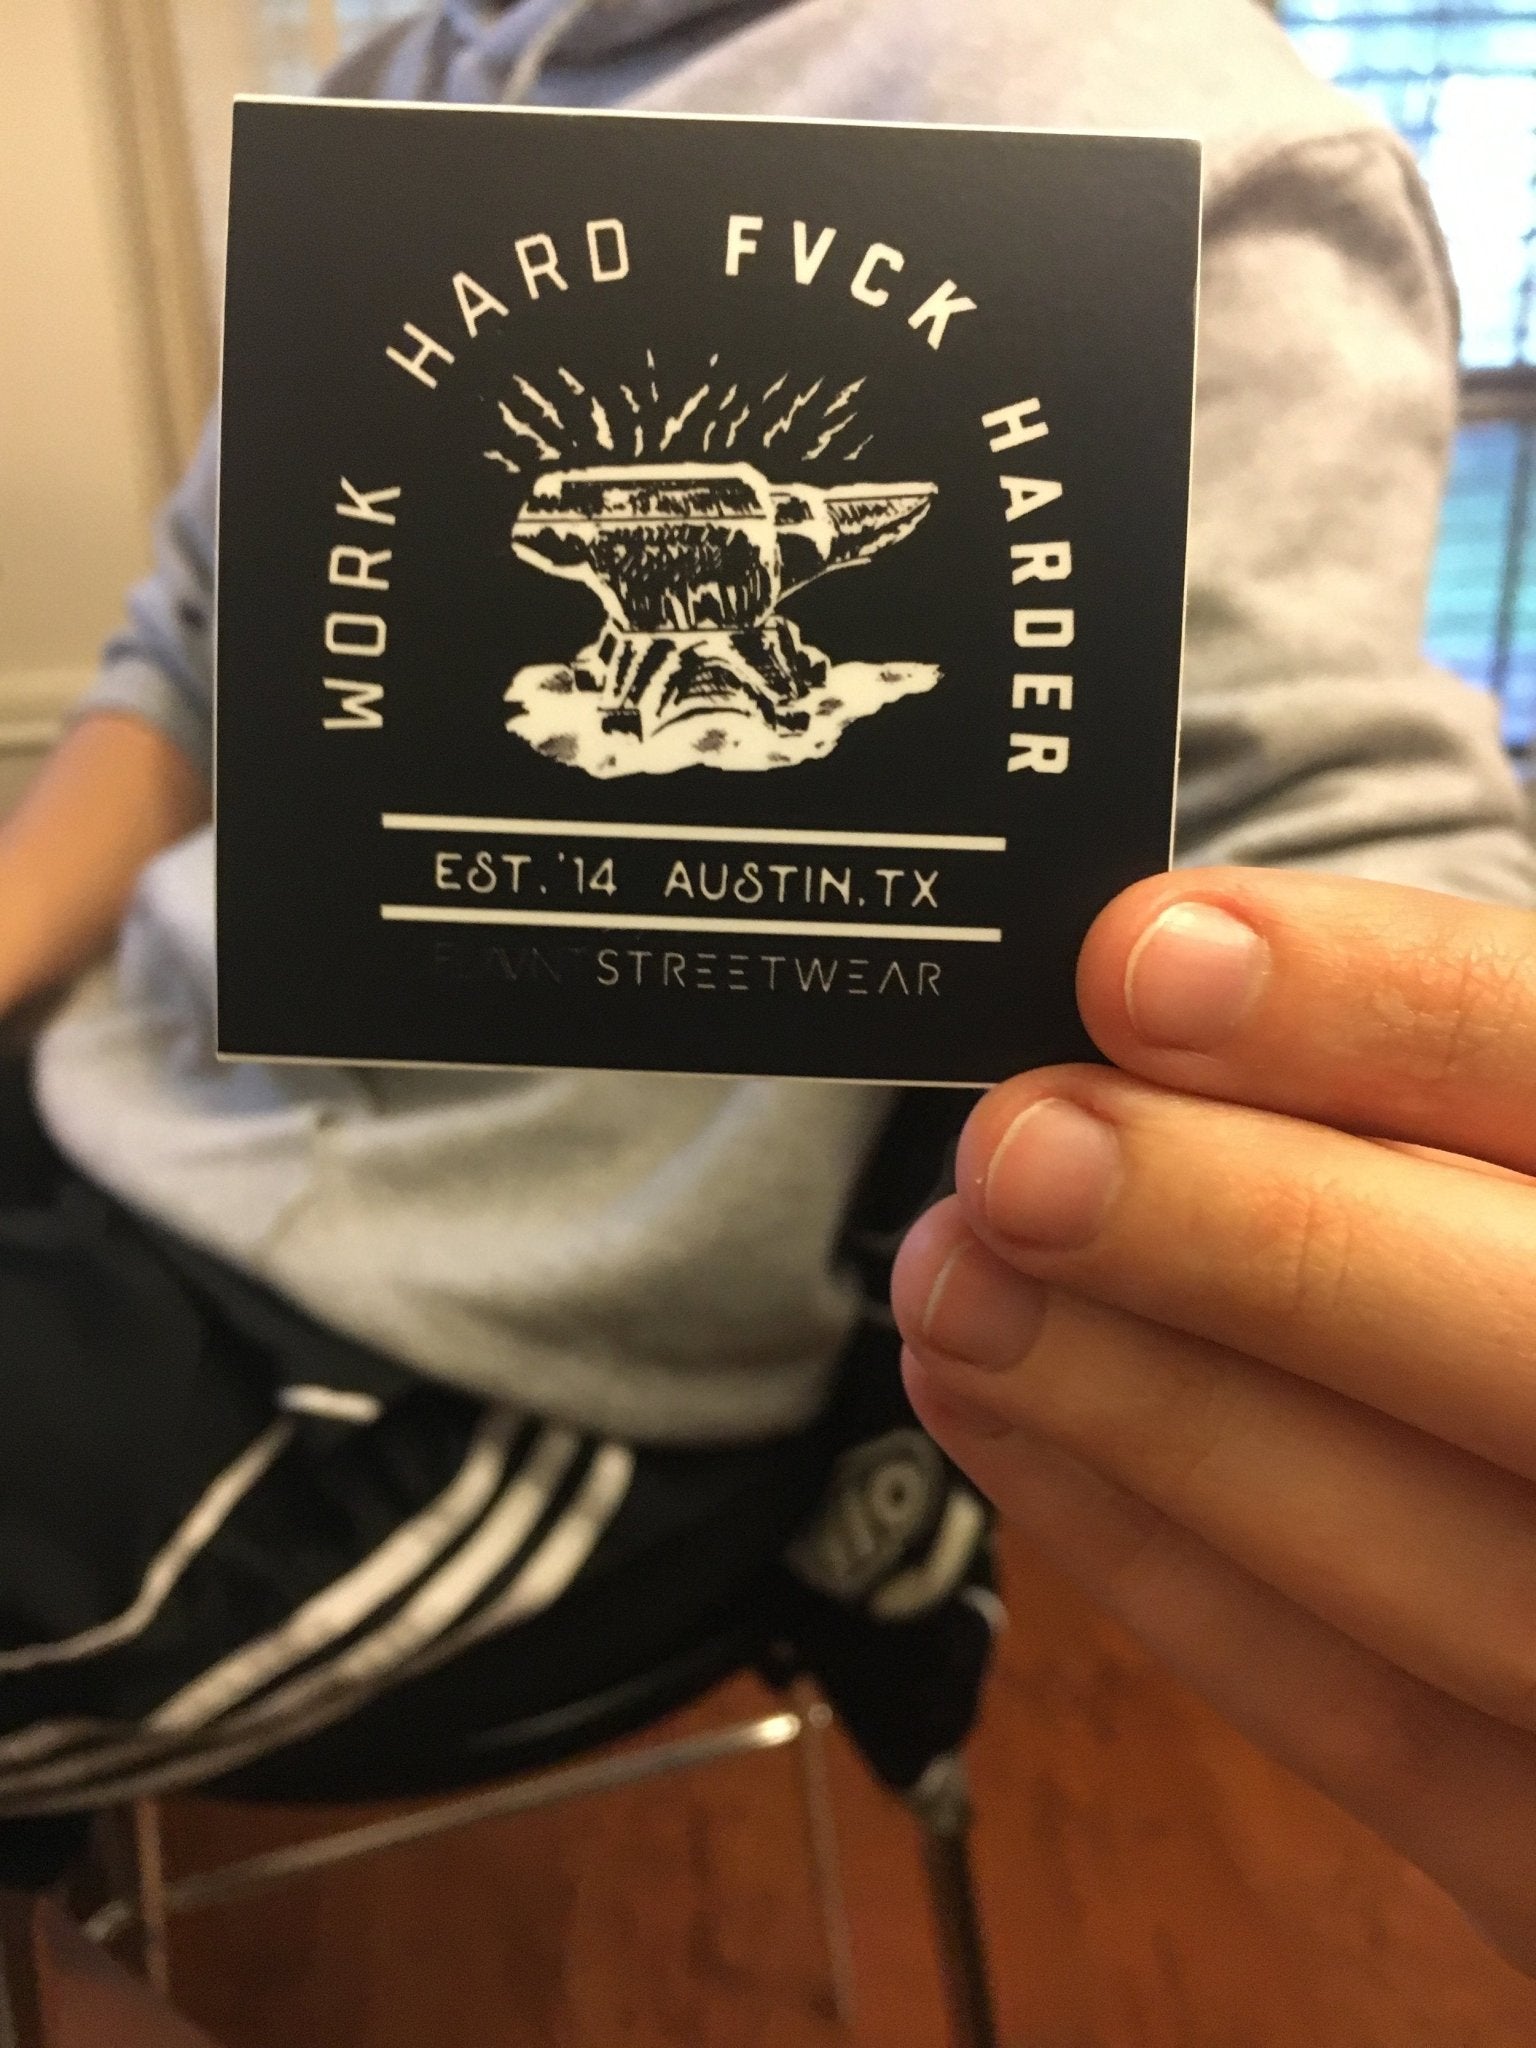 WORK HARD FVCK HARDER
EST. '14 AUSTIN, TX
STREETWEAR